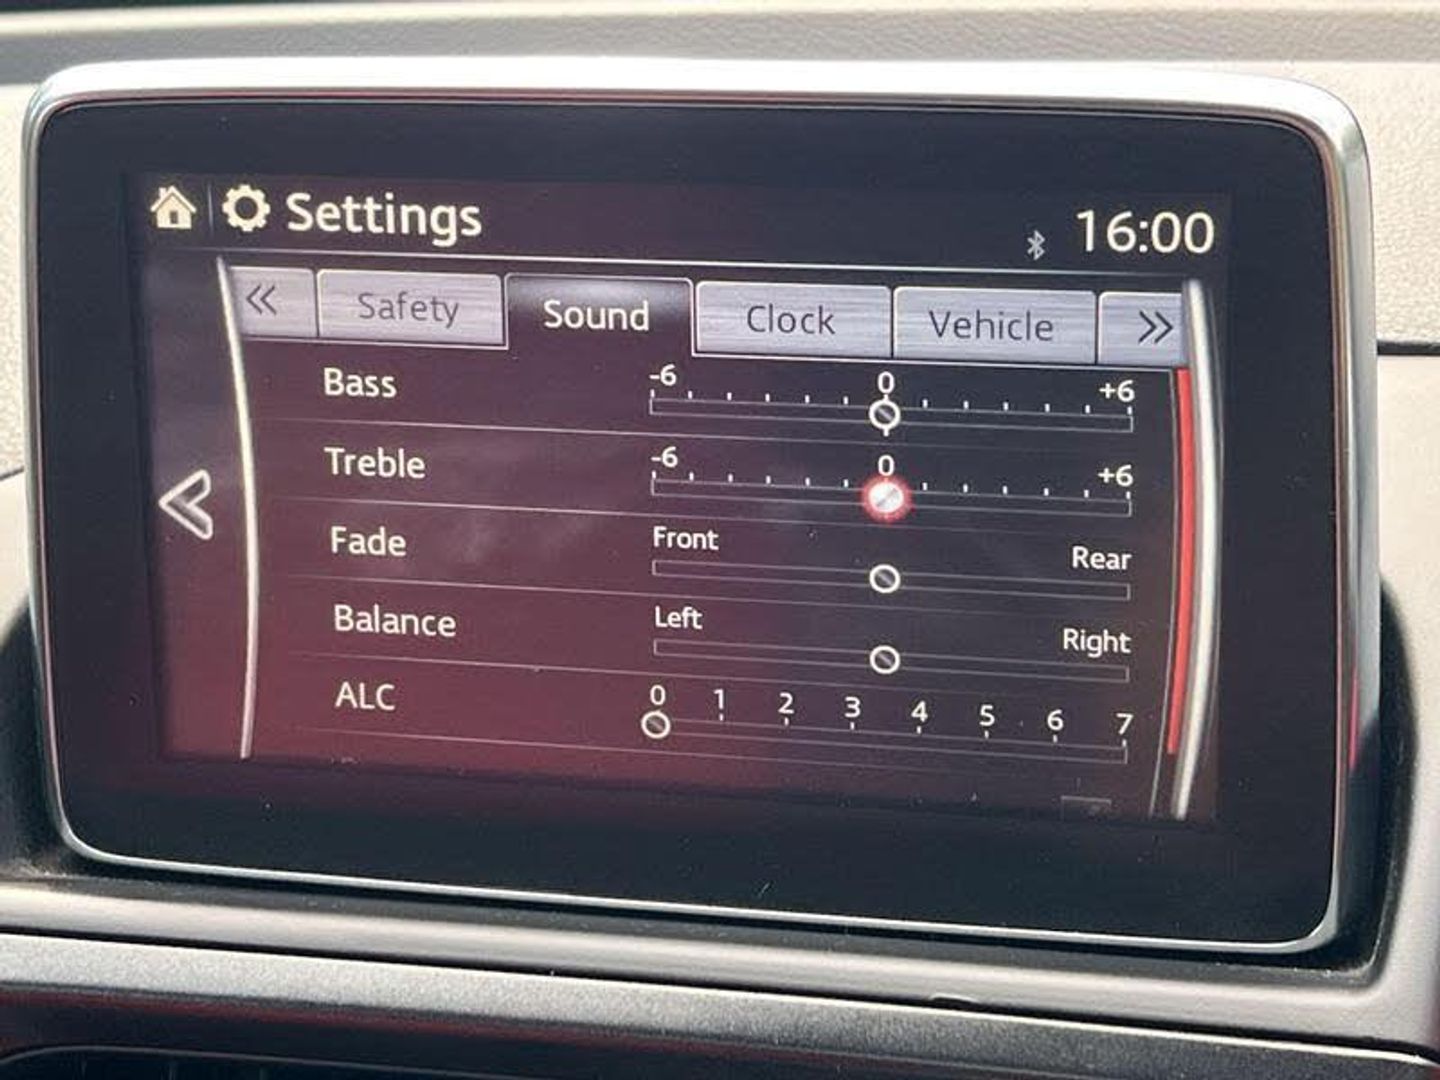 Settings 16:00
« Safety Sound Clock Vehicle »
Bass -6 0 +6
Treble -6 0 +6
Fade Front Rear
Balance Left Right
ALC 0 1 2 3 4 5 6 7